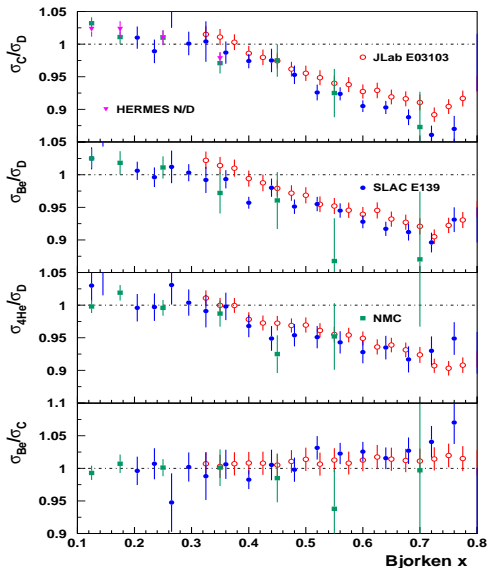 σC/σD
1.05
1
0.95
0.9
JLab E03103
HERMES N/D
σBe/σD
1.05
1
0.95
0.9
SLAC E139
σ4He/σD
1.05
1
0.95
0.9
NMC
σBe/σC
1.1
1.05
1
0.95
0.9
0.1 0.2 0.3 0.4 0.5 0.6 0.7 0.8
Bjorken x